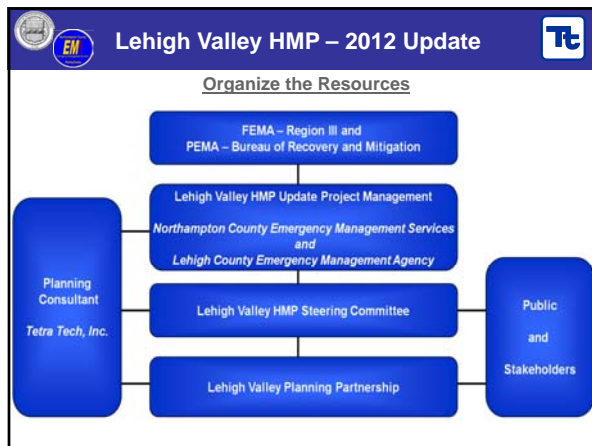 EM
Lehigh Valley HMP – 2012 Update
Tt
Organize the Resources
FEMA – Region III and
PEMA – Bureau of Recovery and Mitigation
Lehigh Valley HMP Update Project Management
Northampton County Emergency Management Services
and
Lehigh County Emergency Management Agency
Planning
Consultant
Tetra Tech, Inc.
Lehigh Valley HMP Steering Committee
Public
and
Stakeholders
Lehigh Valley Planning Partnership